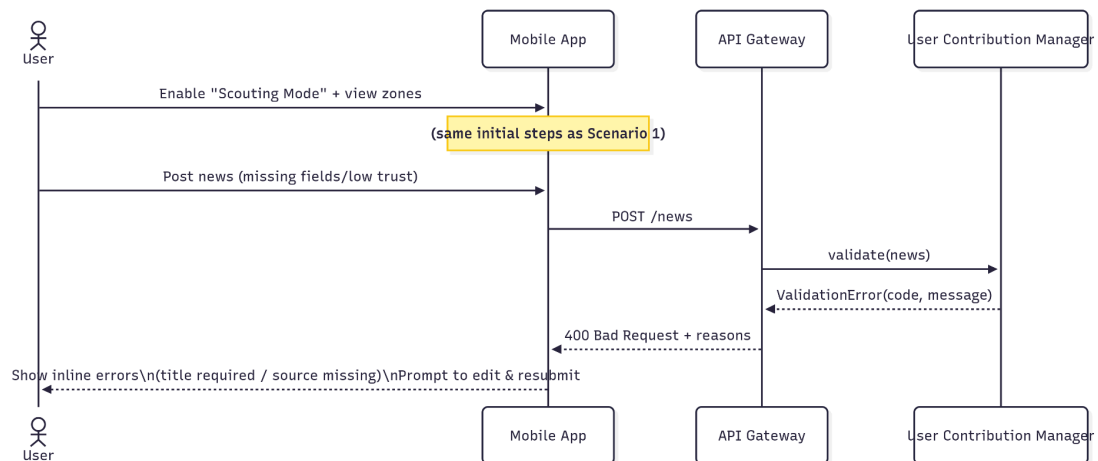 User
Mobile App
API Gateway
User Contribution Manager
Enable "Scouting Mode" + view zones
(same initial steps as Scenario 1)
Post news (missing fields/low trust)
POST /news
validate(news)
ValidationError(code, message)
400 Bad Request + reasons
Show inline errors\n(title required / source missing)\nPrompt to edit & resubmit
User
Mobile App
API Gateway
User Contribution Manager